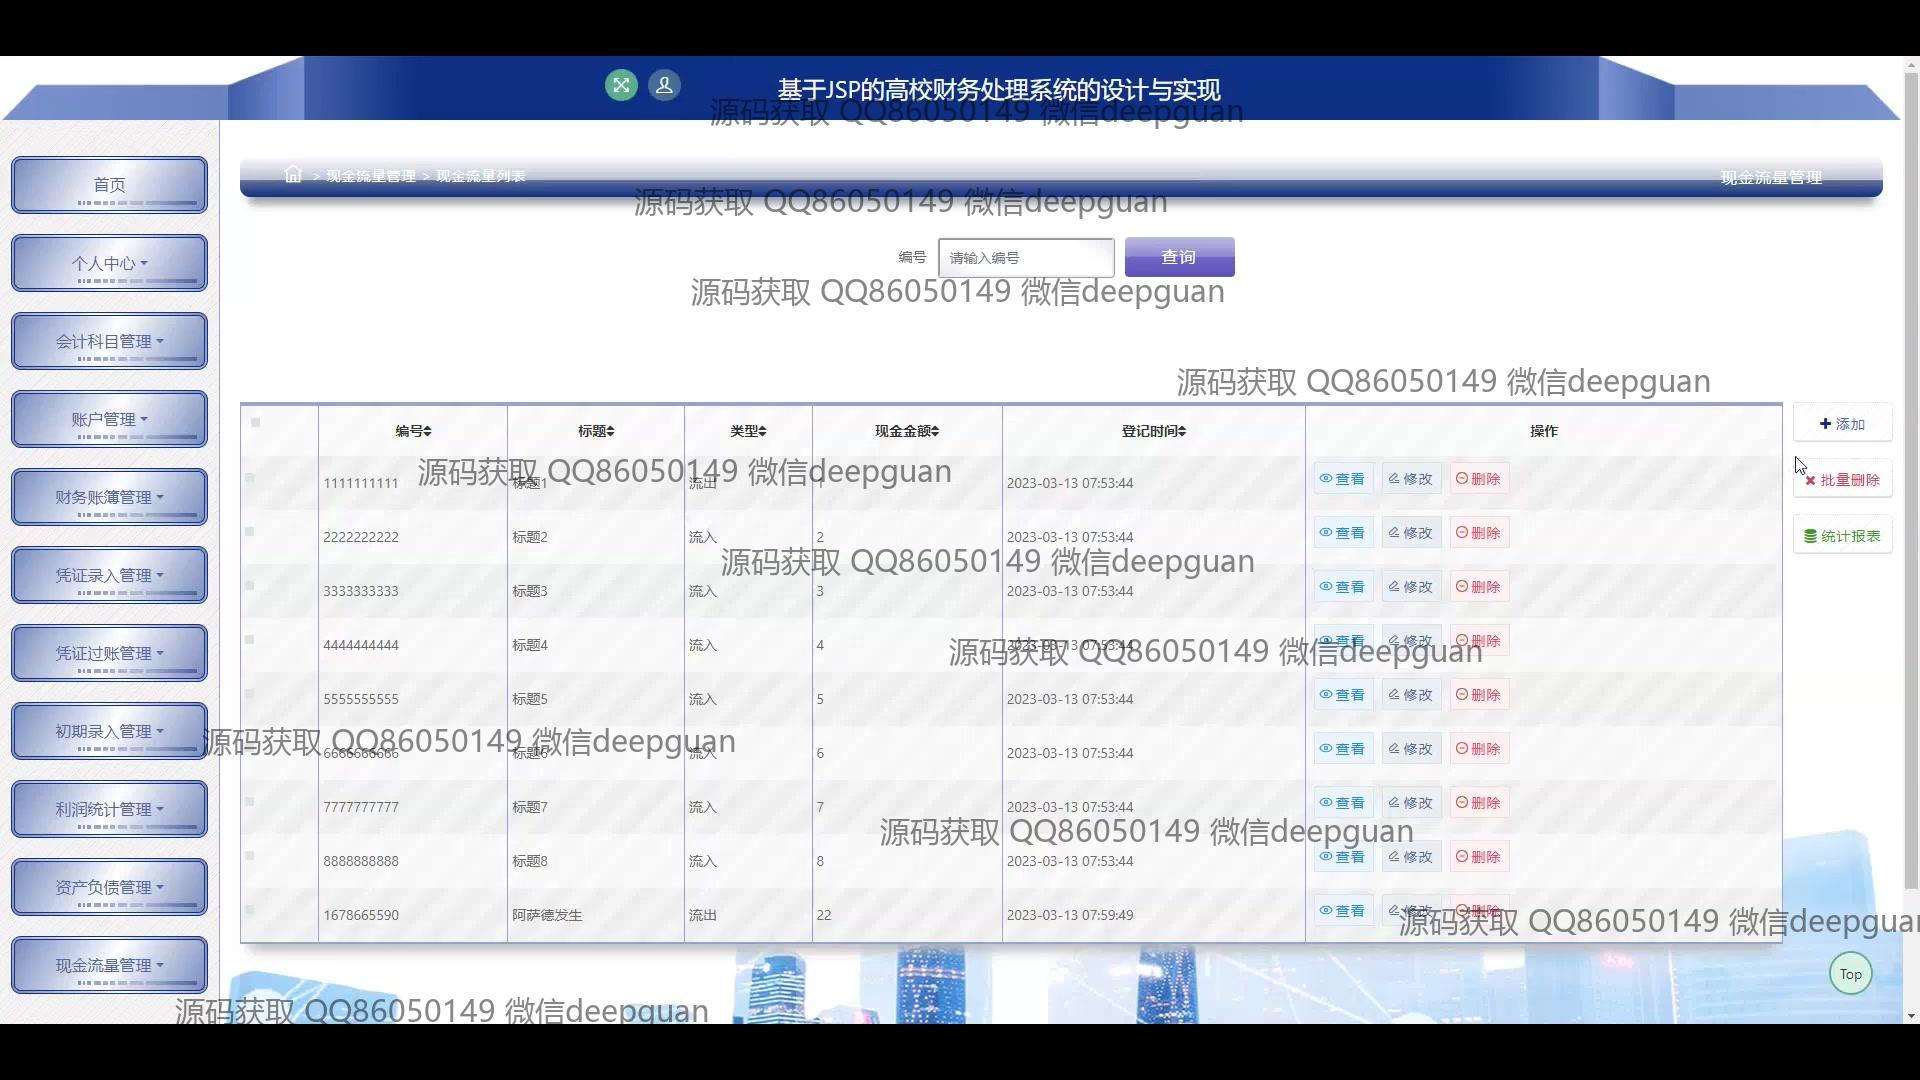 基于JSP的高校财务处理系统的设计与实现
源码获取 QQ86050149 微信deepguan
> 现金流量管理 > 现金流量列表
现金流量管理
源码获取 QQ86050149 微信deepguan
编号 请输入编号 查询
源码获取 QQ86050149 微信deepguan
源码获取 QQ86050149 微信deepguan
首页
个人中心
会计科目管理
账户管理
财务账簿管理
凭证录入管理
凭证过账管理
初期录入管理
利润统计管理
资产负债管理
现金流量管理
编号 标题 类型 现金金额 登记时间 操作
1111111111 标题1 流出 2023-03-13 07:53:44 查看 修改 删除
源码获取 QQ86050149 微信deepguan
2222222222 标题2 流入 2 2023-03-13 07:53:44 查看 修改 删除
源码获取 QQ86050149 微信deepguan
3333333333 标题3 流入 3 2023-03-13 07:53:44 查看 修改 删除
4444444444 标题4 流入 4 2023-03-13 07:53:44 查看 修改 删除
源码获取 QQ86050149 微信deepguan
5555555555 标题5 流入 5 2023-03-13 07:53:44 查看 修改 删除
源码获取 QQ86050149 微信deepguan
6666666666 标题6 流入 6 2023-03-13 07:53:44 查看 修改 删除
7777777777 标题7 流入 7 2023-03-13 07:53:44 查看 修改 删除
源码获取 QQ86050149 微信deepguan
8888888888 标题8 流入 8 2023-03-13 07:53:44 查看 修改 删除
1678665590 阿萨德发生 流出 22 2023-03-13 07:59:49 查看 修改 删除
源码获取 QQ86050149 微信deepguan
添加
批量删除
统计报表
Top
源码获取 QQ86050149 微信deepguan